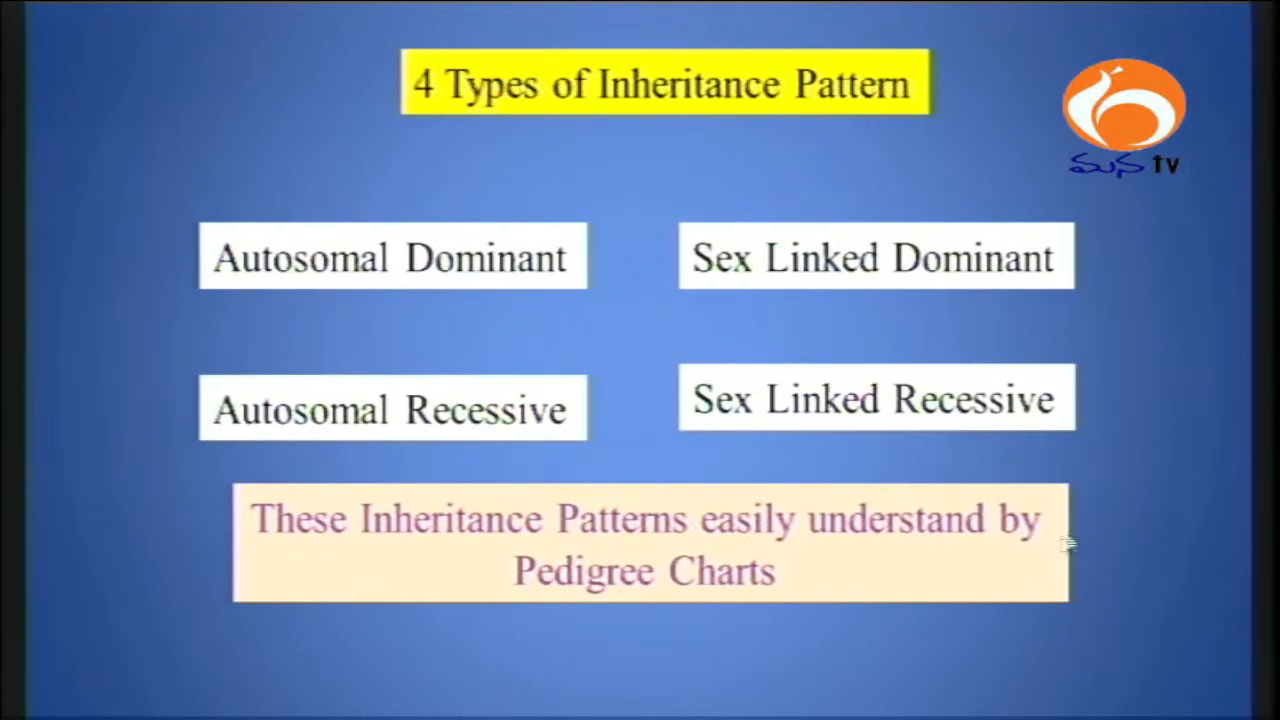 4 Types of Inheritance Pattern
మన tv
Autosomal Dominant
Sex Linked Dominant
Autosomal Recessive
Sex Linked Recessive
These Inheritance Patterns easily understand by
Pedigree Charts